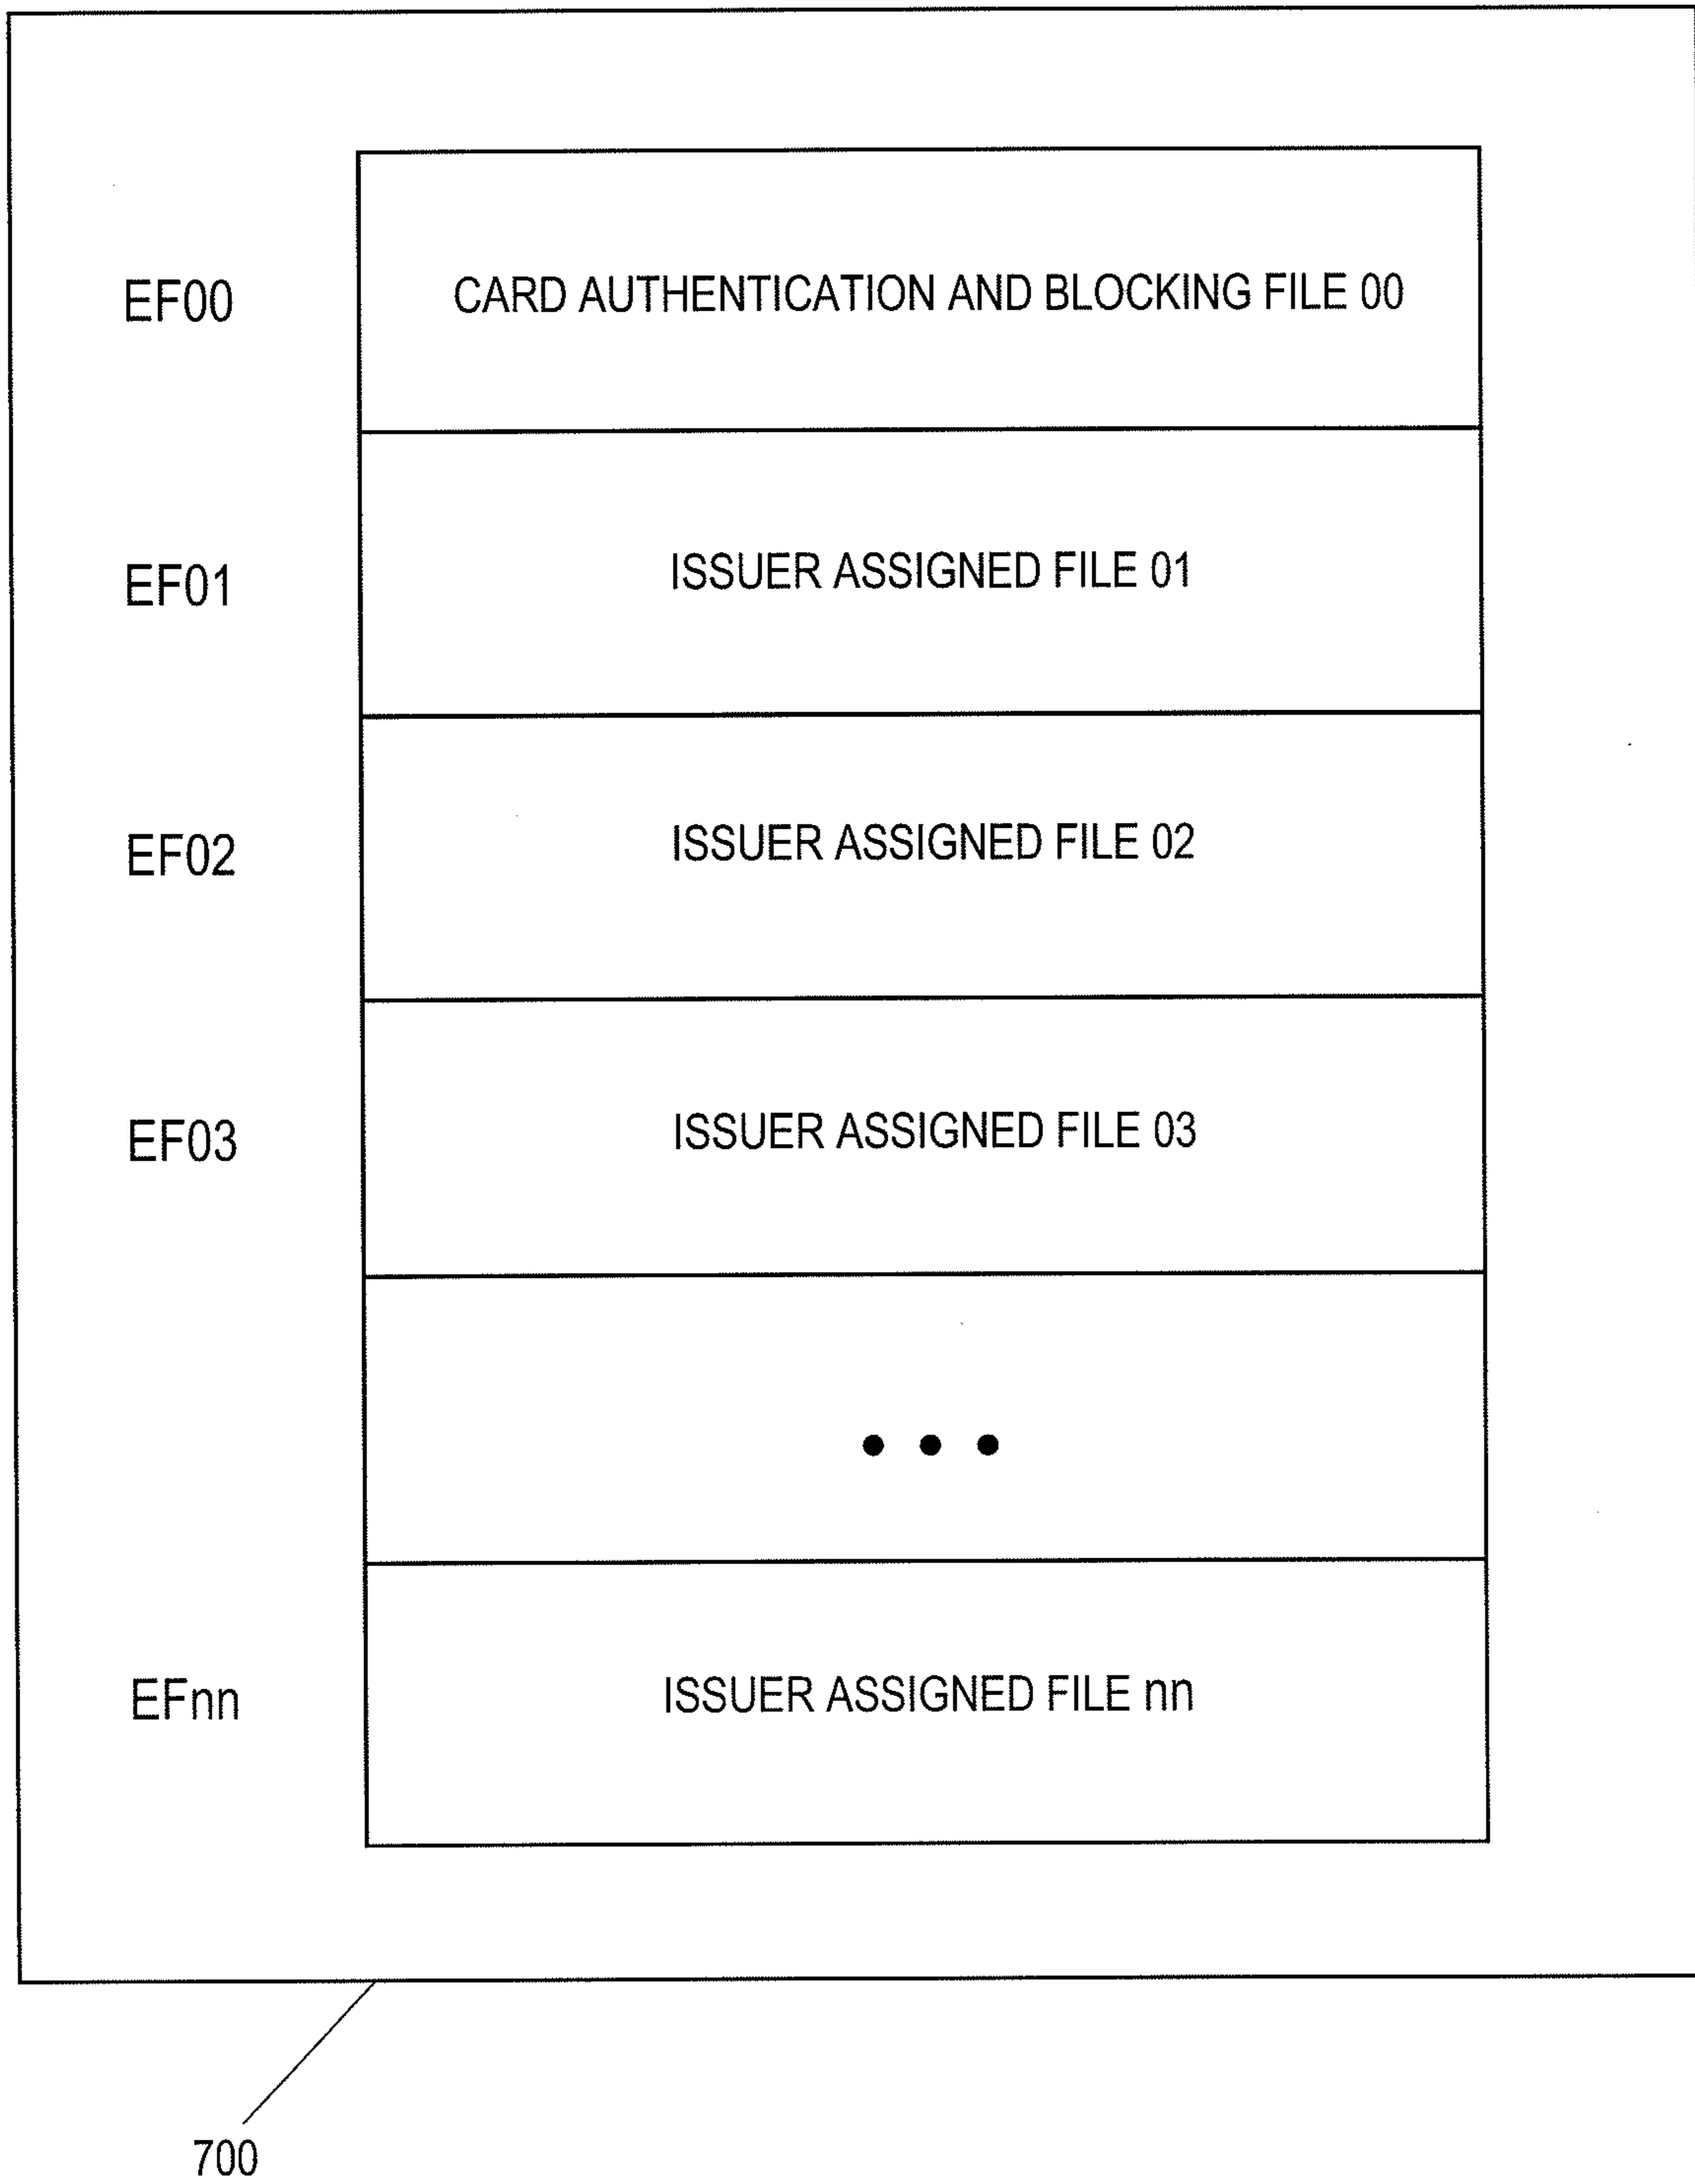 EF00 CARD AUTHENTICATION AND BLOCKING FILE 00
EF01 ISSUER ASSIGNED FILE 01
EF02 ISSUER ASSIGNED FILE 02
EF03 ISSUER ASSIGNED FILE 03
• • •
EFnn ISSUER ASSIGNED FILE nn
700